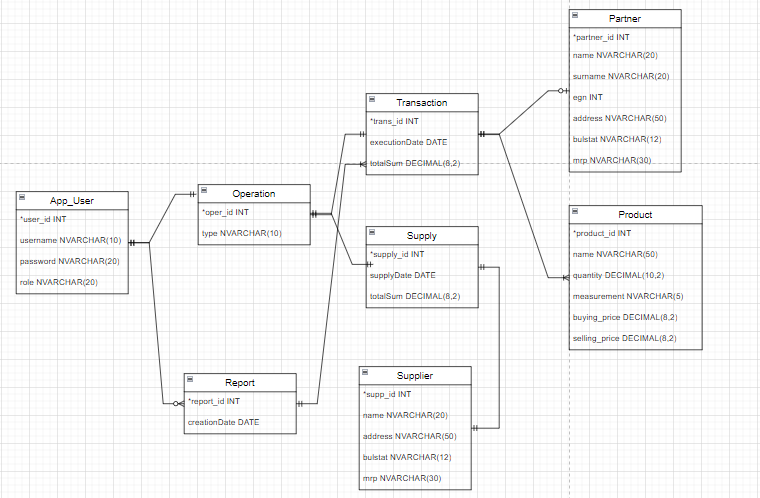 Partner
*partner_id INT
name NVARCHAR(20)
surname NVARCHAR(20)
egn INT
address NVARCHAR(50)
bulstat NVARCHAR(12)
mrp NVARCHAR(30)
Transaction
*trans_id INT
executionDate DATE
totalSum DECIMAL(8,2)
App_User
*user_id INT
username NVARCHAR(10)
password NVARCHAR(20)
role NVARCHAR(20)
Operation
*oper_id INT
type NVARCHAR(10)
Supply
*supply_id INT
supplyDate DATE
totalSum DECIMAL(8,2)
Product
*product_id INT
name NVARCHAR(50)
quantity DECIMAL(10,2)
measurement NVARCHAR(5)
buying_price DECIMAL(8,2)
selling_price DECIMAL(8,2)
Report
*report_id INT
creationDate DATE
Supplier
*supp_id INT
name NVARCHAR(20)
address NVARCHAR(50)
bulstat NVARCHAR(12)
mrp NVARCHAR(30)